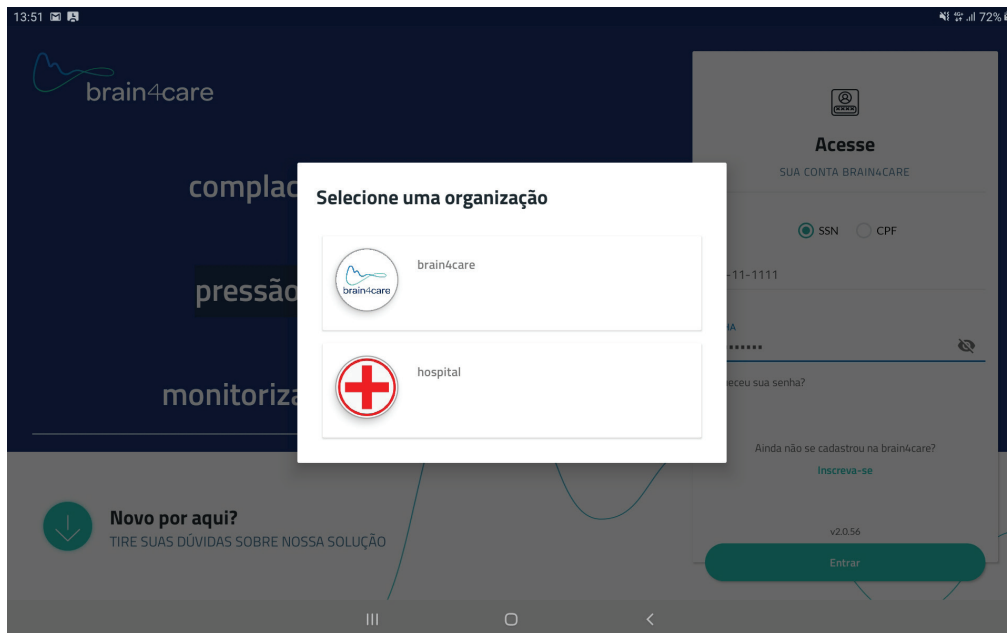 13:51
72%
brain4care
complac
pressão
monitoriza
Novo por aqui?
TIRE SUAS DÚVIDAS SOBRE NOSSA SOLUÇÃO
Selecione uma organização
brain4care
brain4care
hospital
Acesse
SUA CONTA BRAIN4CARE
SSN CPF
-11-1111
HA
eceu sua senha?
Ainda não se cadastrou na brain4care?
Inscreva-se
v2.0.56
Entrar